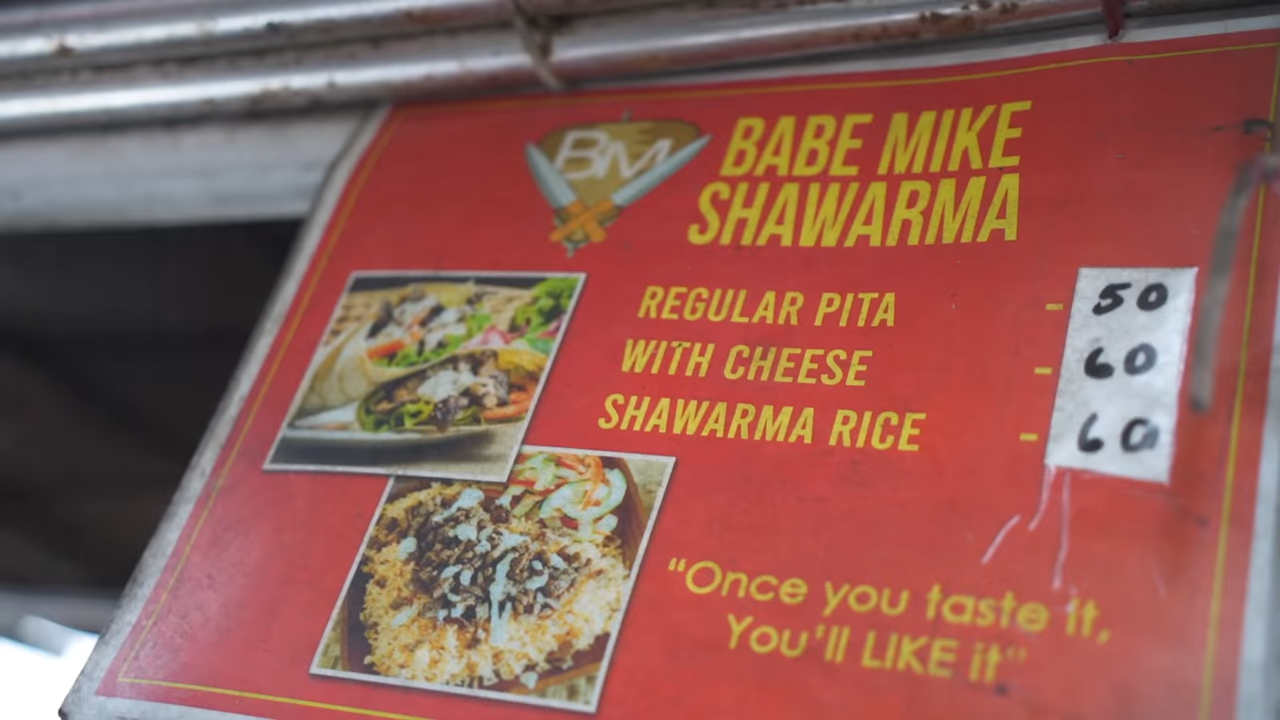 BM
BABE MIKE
SHAWARMA
REGULAR PITA - 50
WITH CHEESE - 60
SHAWARMA RICE - 60
“Once you taste it,
You'll LIKE it"